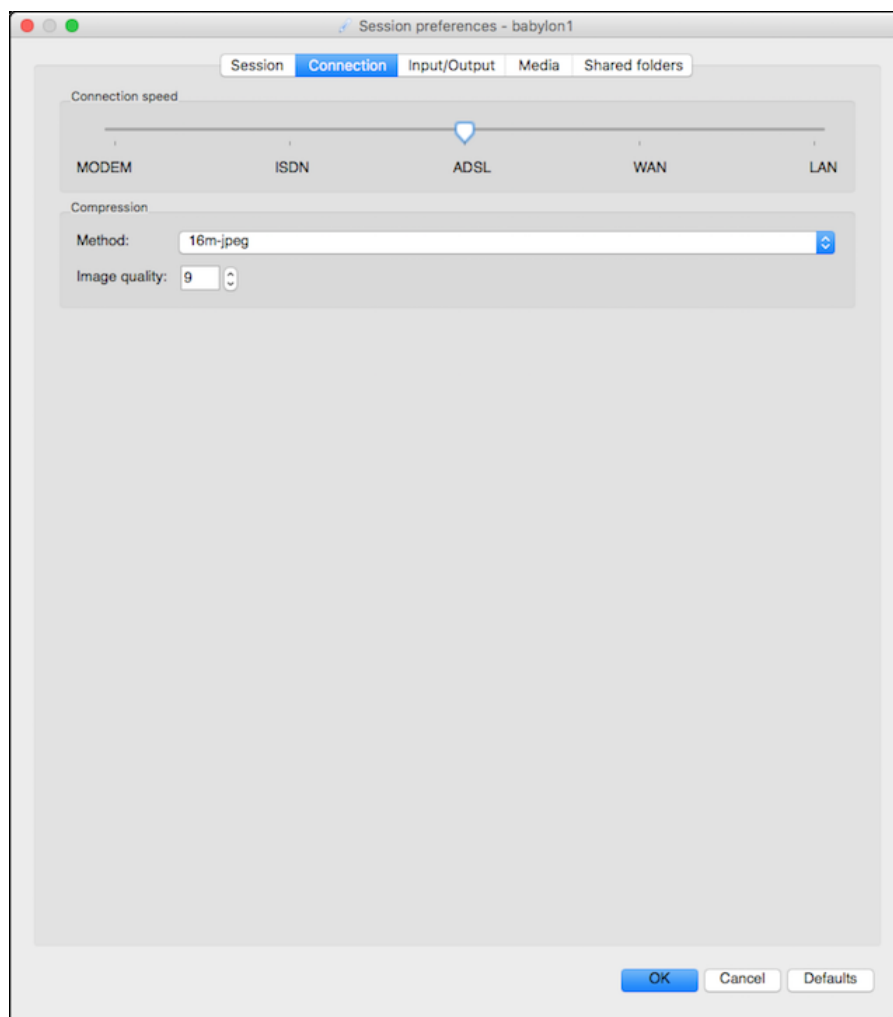 Session preferences - babylon1
Session Connection Input/Output Media Shared folders
Connection speed
MODEM ISDN ADSL WAN LAN
Compression
Method: 16m-jpeg
Image quality: 9
OK Cancel Defaults